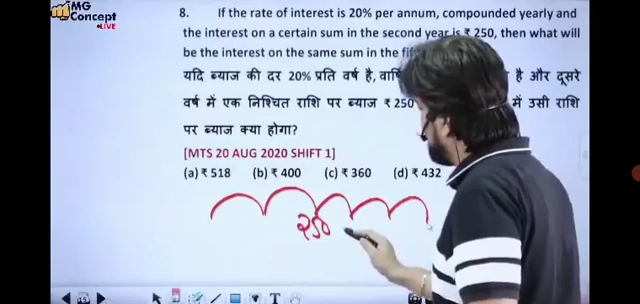 MG
Concept
LIVE
8. If the rate of interest is 20% per annum, compounded yearly and
the interest on a certain sum in the second year is ₹ 250, then what will
be the interest on the same sum in the
यदि ब्याज की दर 20% प्रति वर्ष है, है और दूसरे
वर्ष में एक निश्चित राशि पर ब्याज ₹ 250 में उसी राशि
पर ब्याज क्या होगा?
[MTS 20 AUG 2020 SHIFT 1]
(a) ₹ 518 (b) ₹ 400 (c) ₹ 360 (d) ₹ 432
250
T